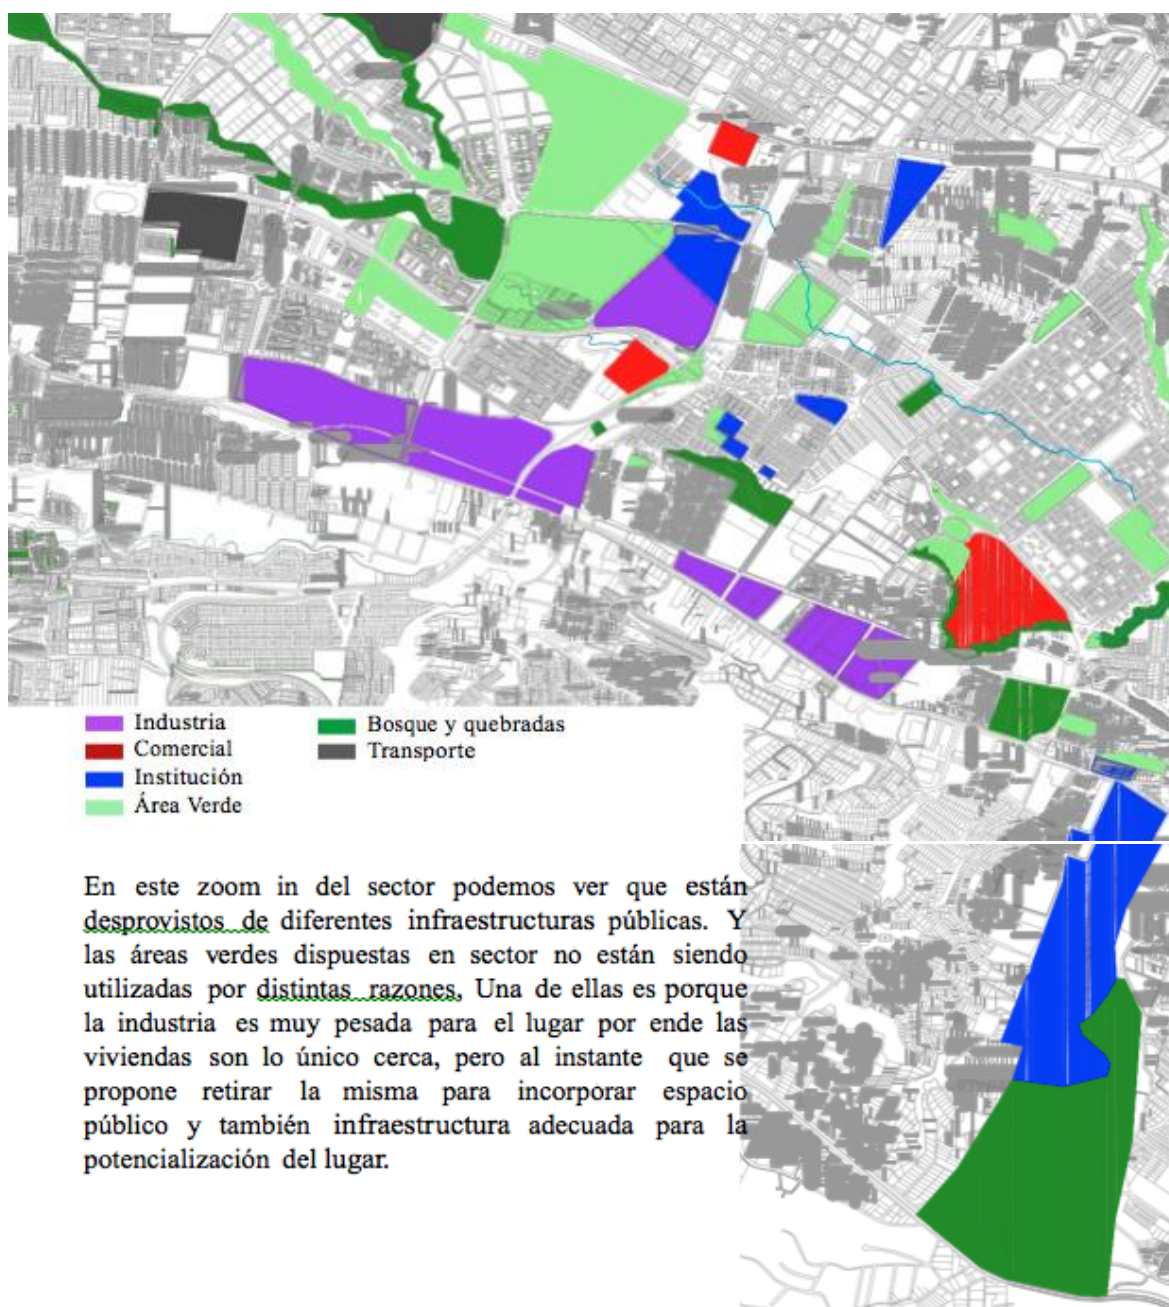 Industria
Comercial
Institución
Área Verde
Bosque y quebradas
Transporte
En este zoom in del sector podemos ver que están
desprovistos de diferentes infraestructuras públicas. Y
las áreas verdes dispuestas en sector no están siendo
utilizadas por distintas razones, Una de ellas es porque
la industria es muy pesada para el lugar por ende las
viviendas son lo único cerca, pero al instante que se
propone retirar la misma para incorporar espacio
público y también infraestructura adecuada para la
potencialización del lugar.